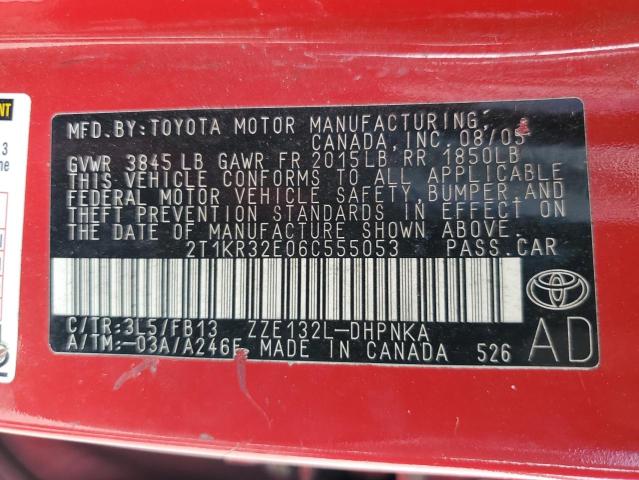 MFD.BY:TOYOTA MOTOR MANUFACTURING,
CANADA, INC. 08/05
GVWR 3845 LB GAWR FR 2015LB RR 1850LB
THIS VEHICLE CONFORMS TO ALL APPLICABLE
FEDERAL MOTOR VEHICLE SAFETY, BUMPER, AND
THEFT PREVENTION STANDARDS IN EFFECT ON
THE DATE OF MANUFACTURE SHOWN ABOVE.
2T1KR32E06C555053 PASS.CAR
C/TR:3L5/FB13 ZZE132L-DHPNKA
A/TM:-03A/A246E MADE IN CANADA 526
AD
NT
3
ne